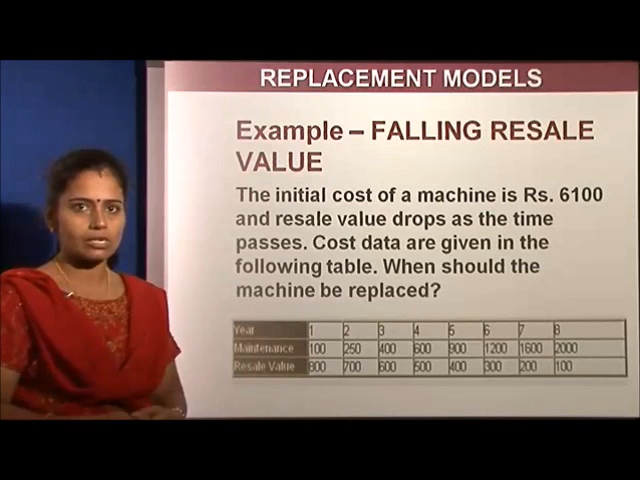 REPLACEMENT MODELS
Example – FALLING RESALE
VALUE
The initial cost of a machine is Rs. 6100
and resale value drops as the time
passes. Cost data are given in the
following table. When should the
machine be replaced?
Year 1 2 3 4 5 6 7 8
Maintenance 100 250 400 600 900 1200 1600 2000
Resale Value 800 700 600 500 400 300 200 100